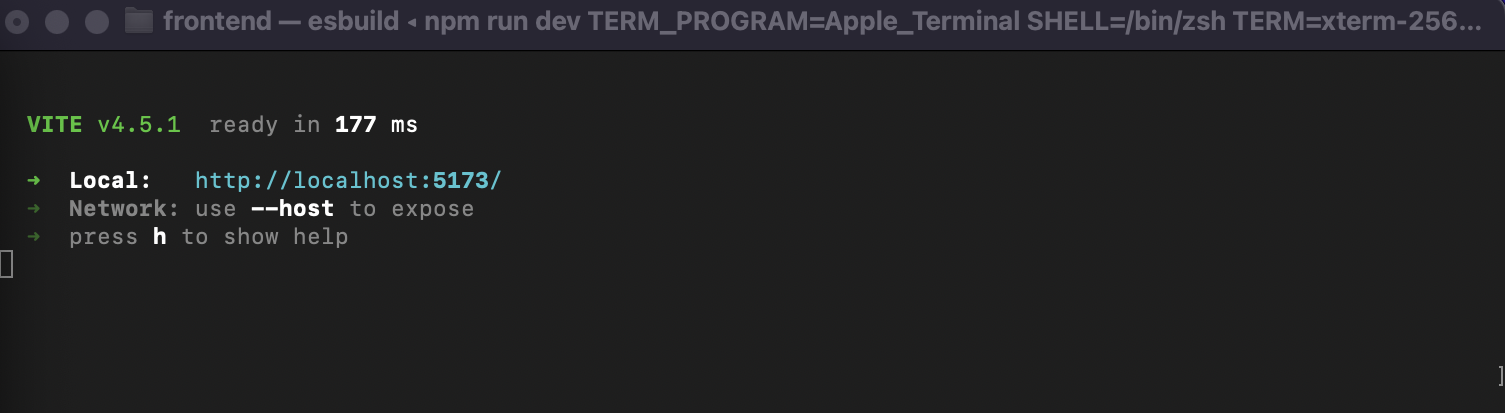 frontend — esbuild ◂ npm run dev TERM_PROGRAM=Apple_Terminal SHELL=/bin/zsh TERM=xterm-256...
VITE v4.5.1  ready in 177 ms
➜  Local:   http://localhost:5173/
➜  Network: use --host to expose
➜  press h to show help
]